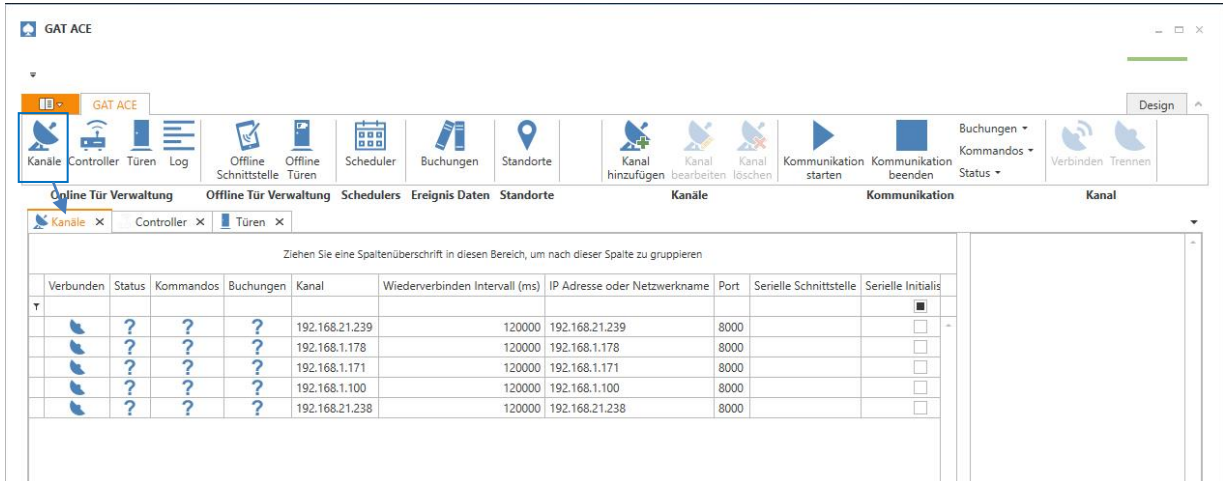 GAT ACE
GAT ACE
Design
Kanäle Controller Türen Log
Offline Schnittstelle
Offline Türen
Scheduler
Buchungen
Standorte
Kanal hinzufügen
Kanal bearbeiten
Kanal löschen
Kommunikation starten
Kommunikation beenden
Buchungen
Kommandos
Status
Verbinden Trennen
Online Tür Verwaltung Offline Tür Verwaltung Schedulers Ereignis Daten Standorte Kanäle Kommunikation Kanal
Kanäle Controller Türen
Ziehen Sie eine Spaltenüberschrift in diesen Bereich, um nach dieser Spalte zu gruppieren
Verbunden Status Kommandos Buchungen Kanal Wiederverbinden Intervall (ms) IP Adresse oder Netzwerkname Port Serielle Schnittstelle Serielle Initialis
? ? ? 192.168.21.239 120000 192.168.21.239 8000
? ? ? 192.168.1.178 120000 192.168.1.178 8000
? ? ? 192.168.1.171 120000 192.168.1.171 8000
? ? ? 192.168.1.100 120000 192.168.1.100 8000
? ? ? 192.168.21.238 120000 192.168.21.238 8000